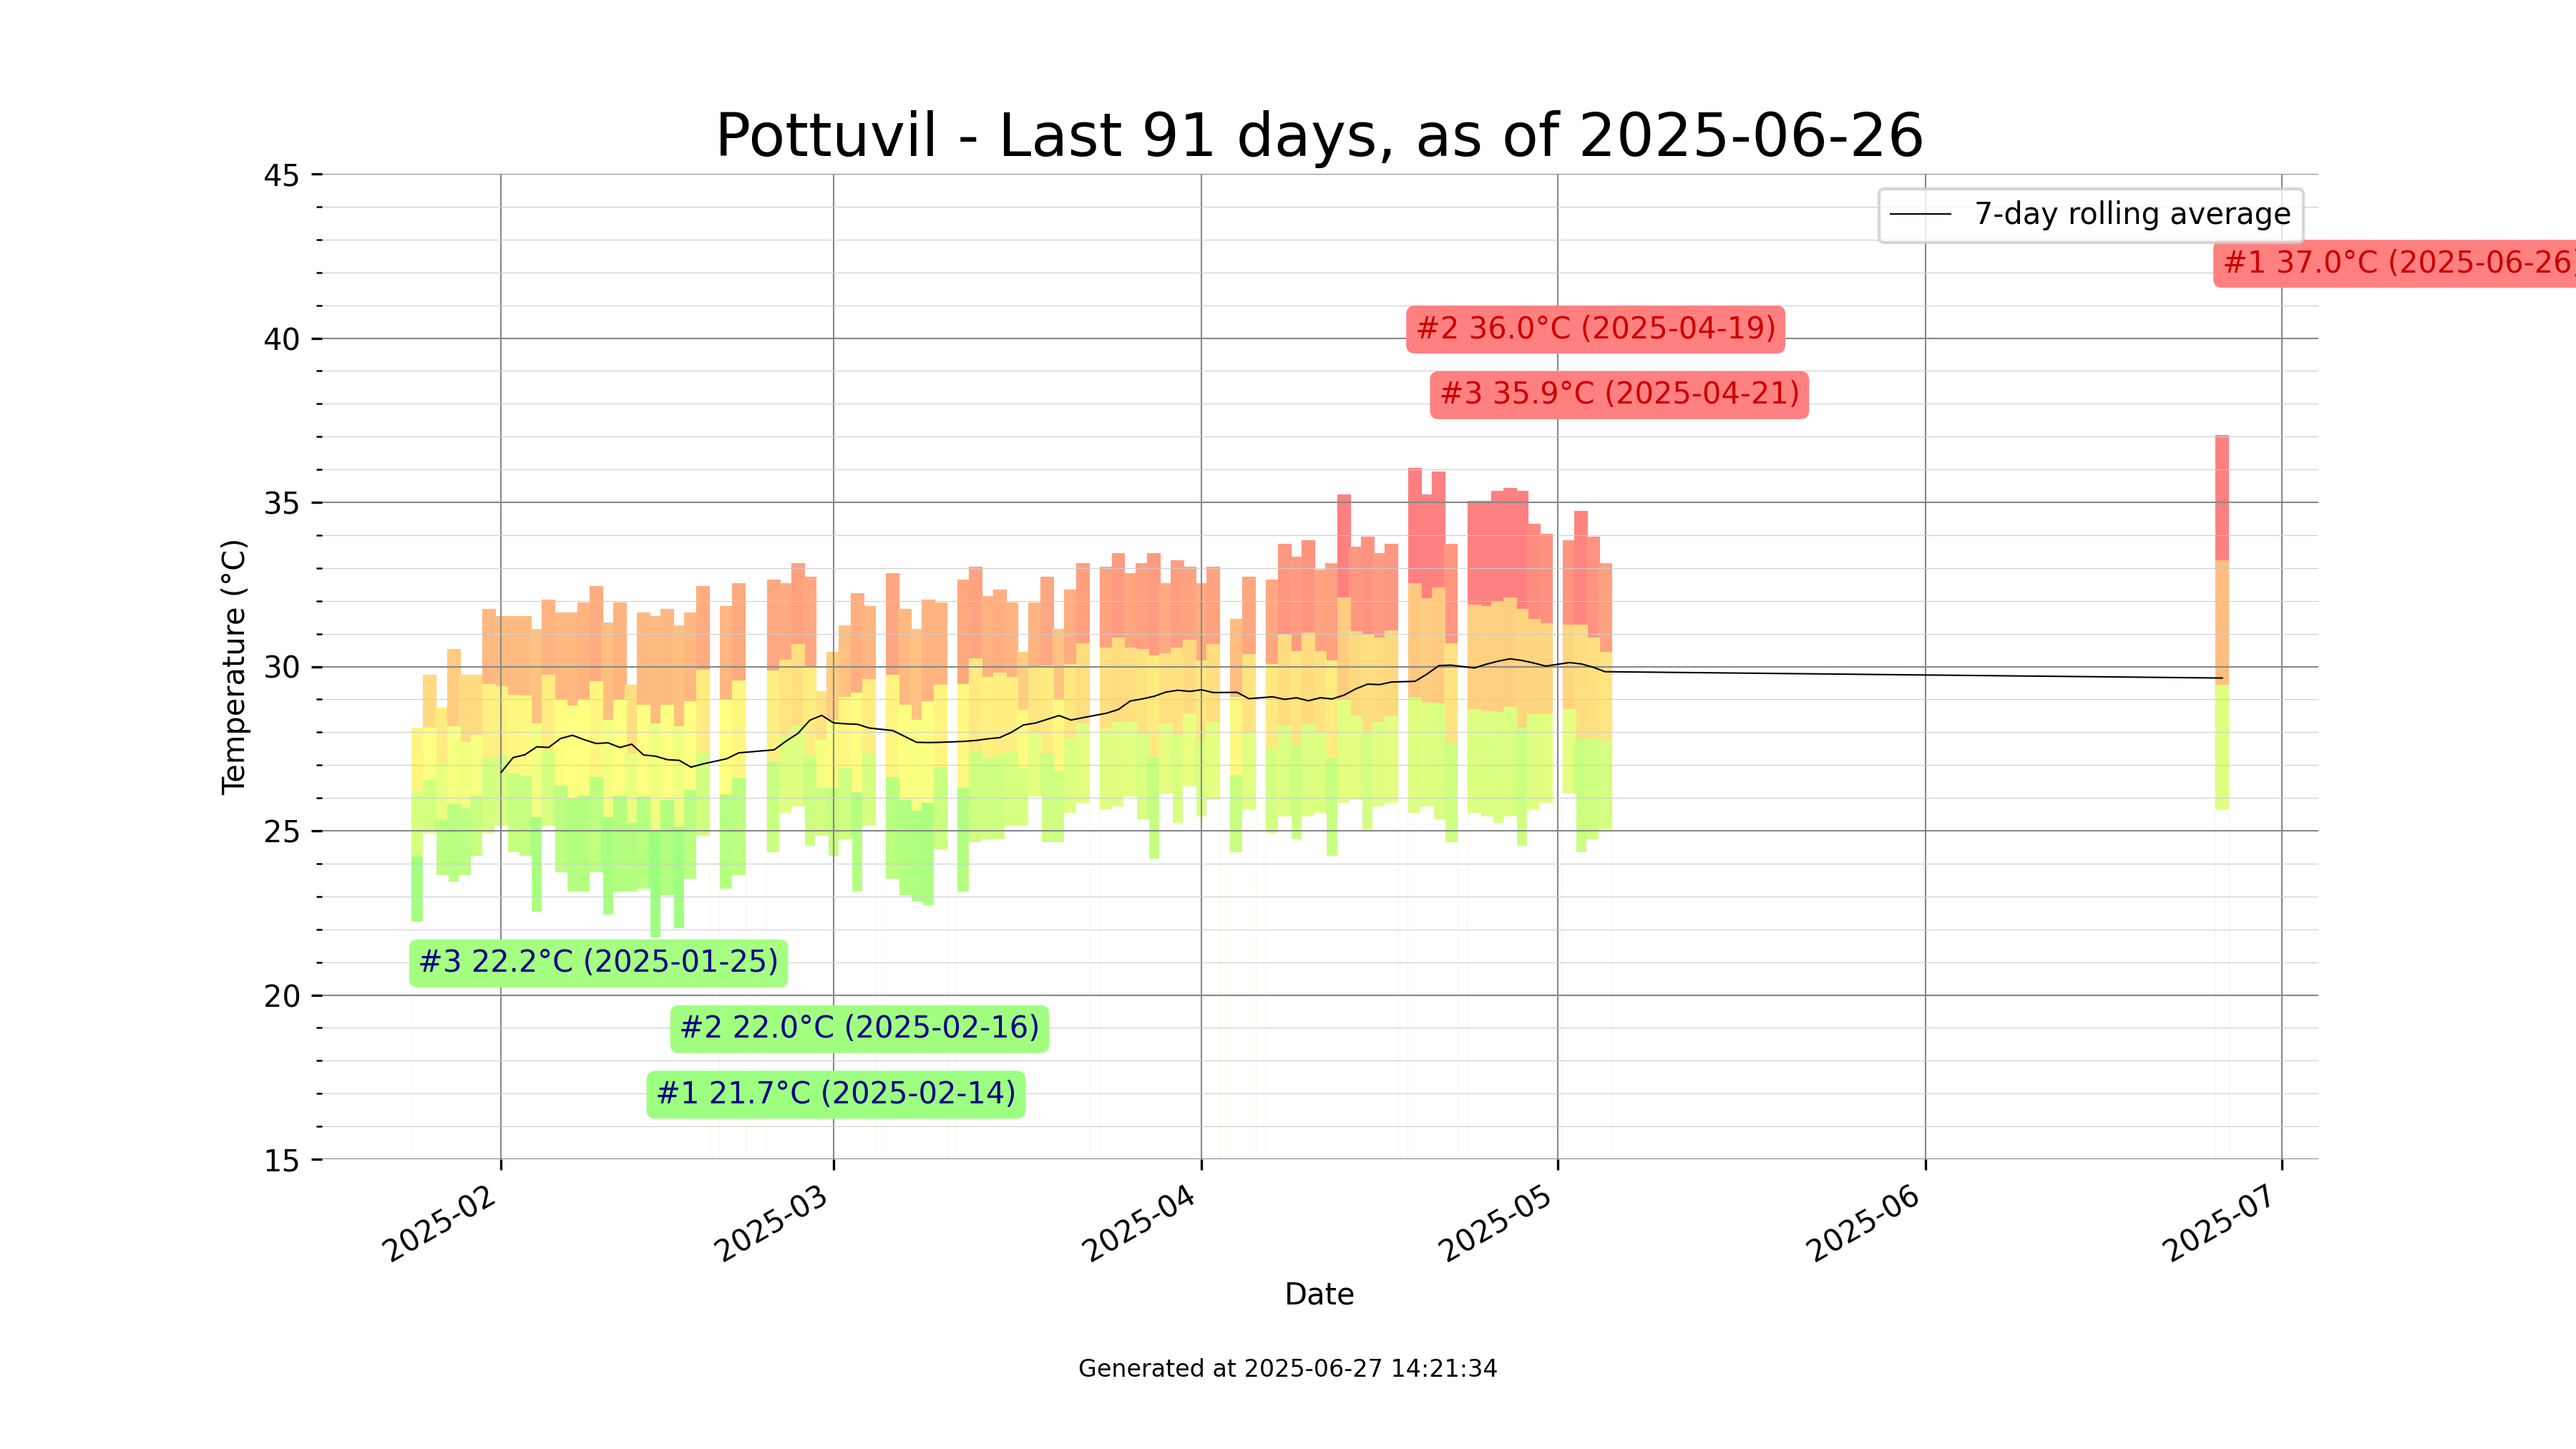 Pottuvil - Last 91 days, as of 2025-06-26
45
40
35
30
25
20
15
Temperature (°C)
7-day rolling average
#1 37.0°C (2025-06-26)
#2 36.0°C (2025-04-19)
#3 35.9°C (2025-04-21)
#3 22.2°C (2025-01-25)
#2 22.0°C (2025-02-16)
#1 21.7°C (2025-02-14)
2025-02
2025-03
2025-04
2025-05
2025-06
2025-07
Date
Generated at 2025-06-27 14:21:34